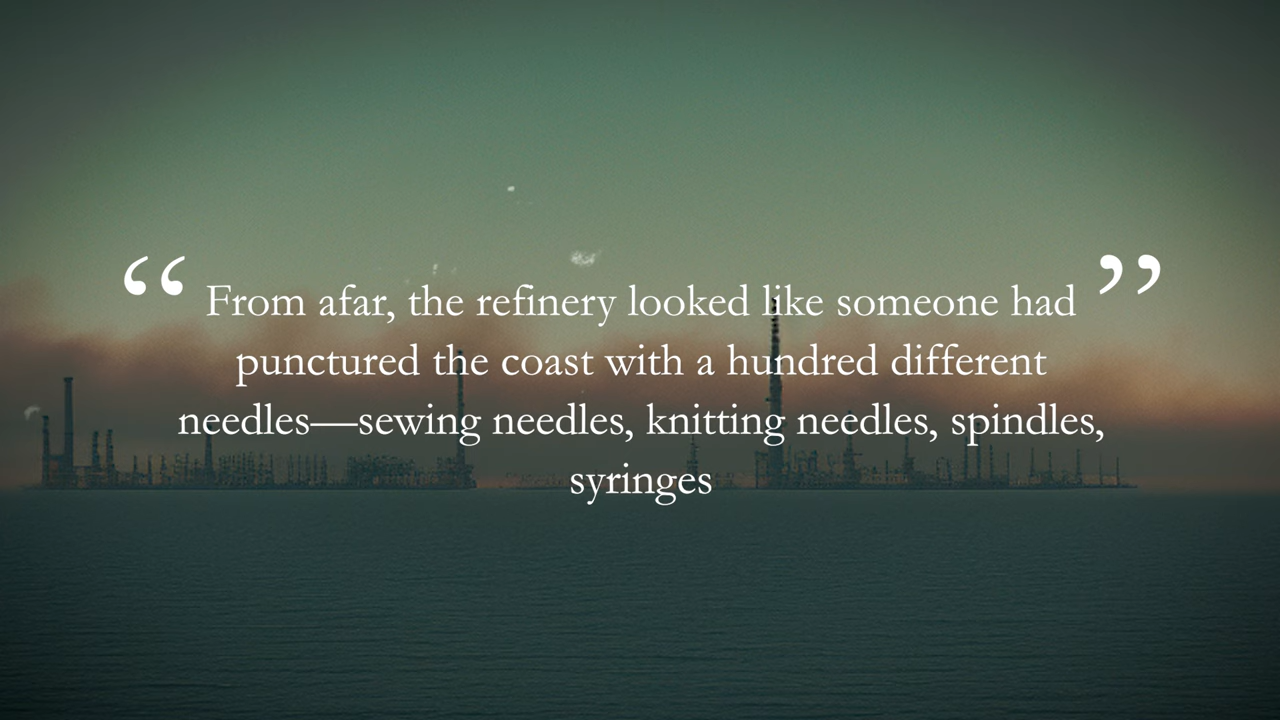 “ From afar, the refinery looked like someone had ”
punctured the coast with a hundred different
needles—sewing needles, knitting needles, spindles,
syringes